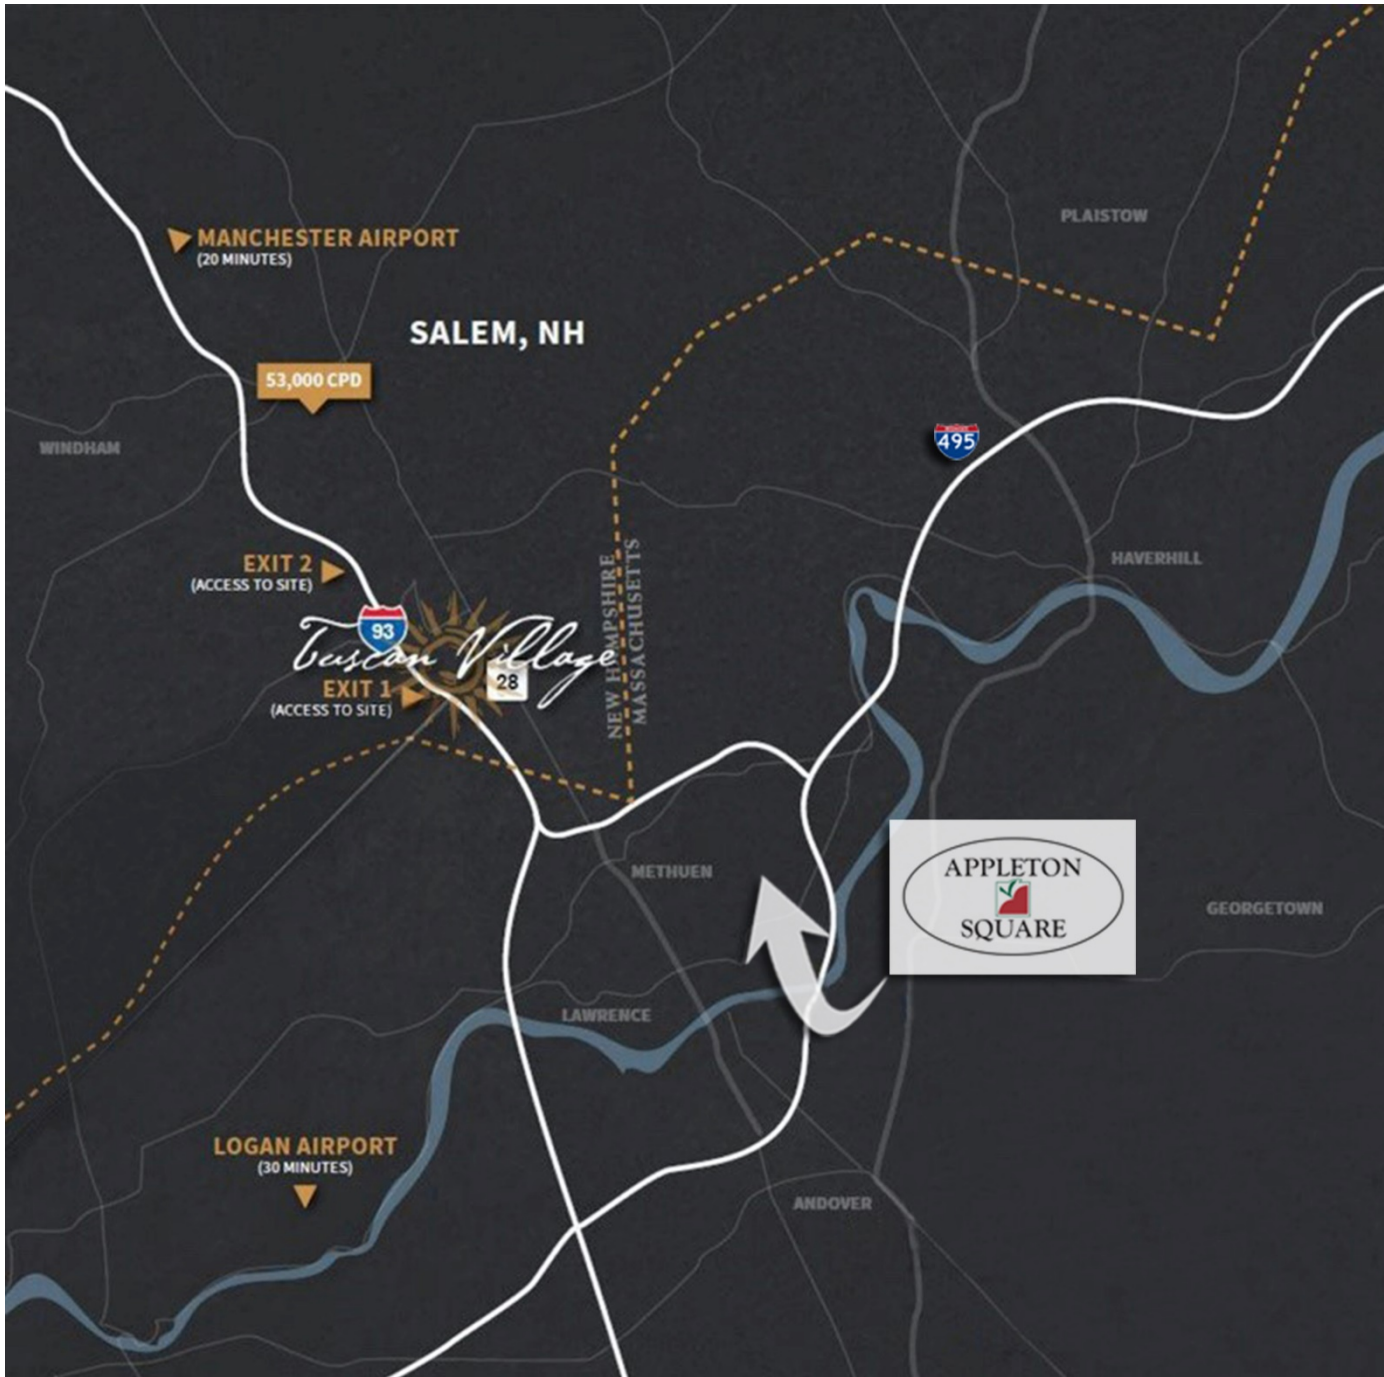 PLAISTOW
MANCHESTER AIRPORT
(20 MINUTES)
SALEM, NH
53,000 CPD
WINDHAM
495
EXIT 2
(ACCESS TO SITE)
HAVERHILL
NEW HAMPSHIRE
MASSACHUSETTS
93
Tuscan Village
28
EXIT 1
(ACCESS TO SITE)
METHUEN
APPLETON
SQUARE
GEORGETOWN
LAWRENCE
LOGAN AIRPORT
(30 MINUTES)
ANDOVER